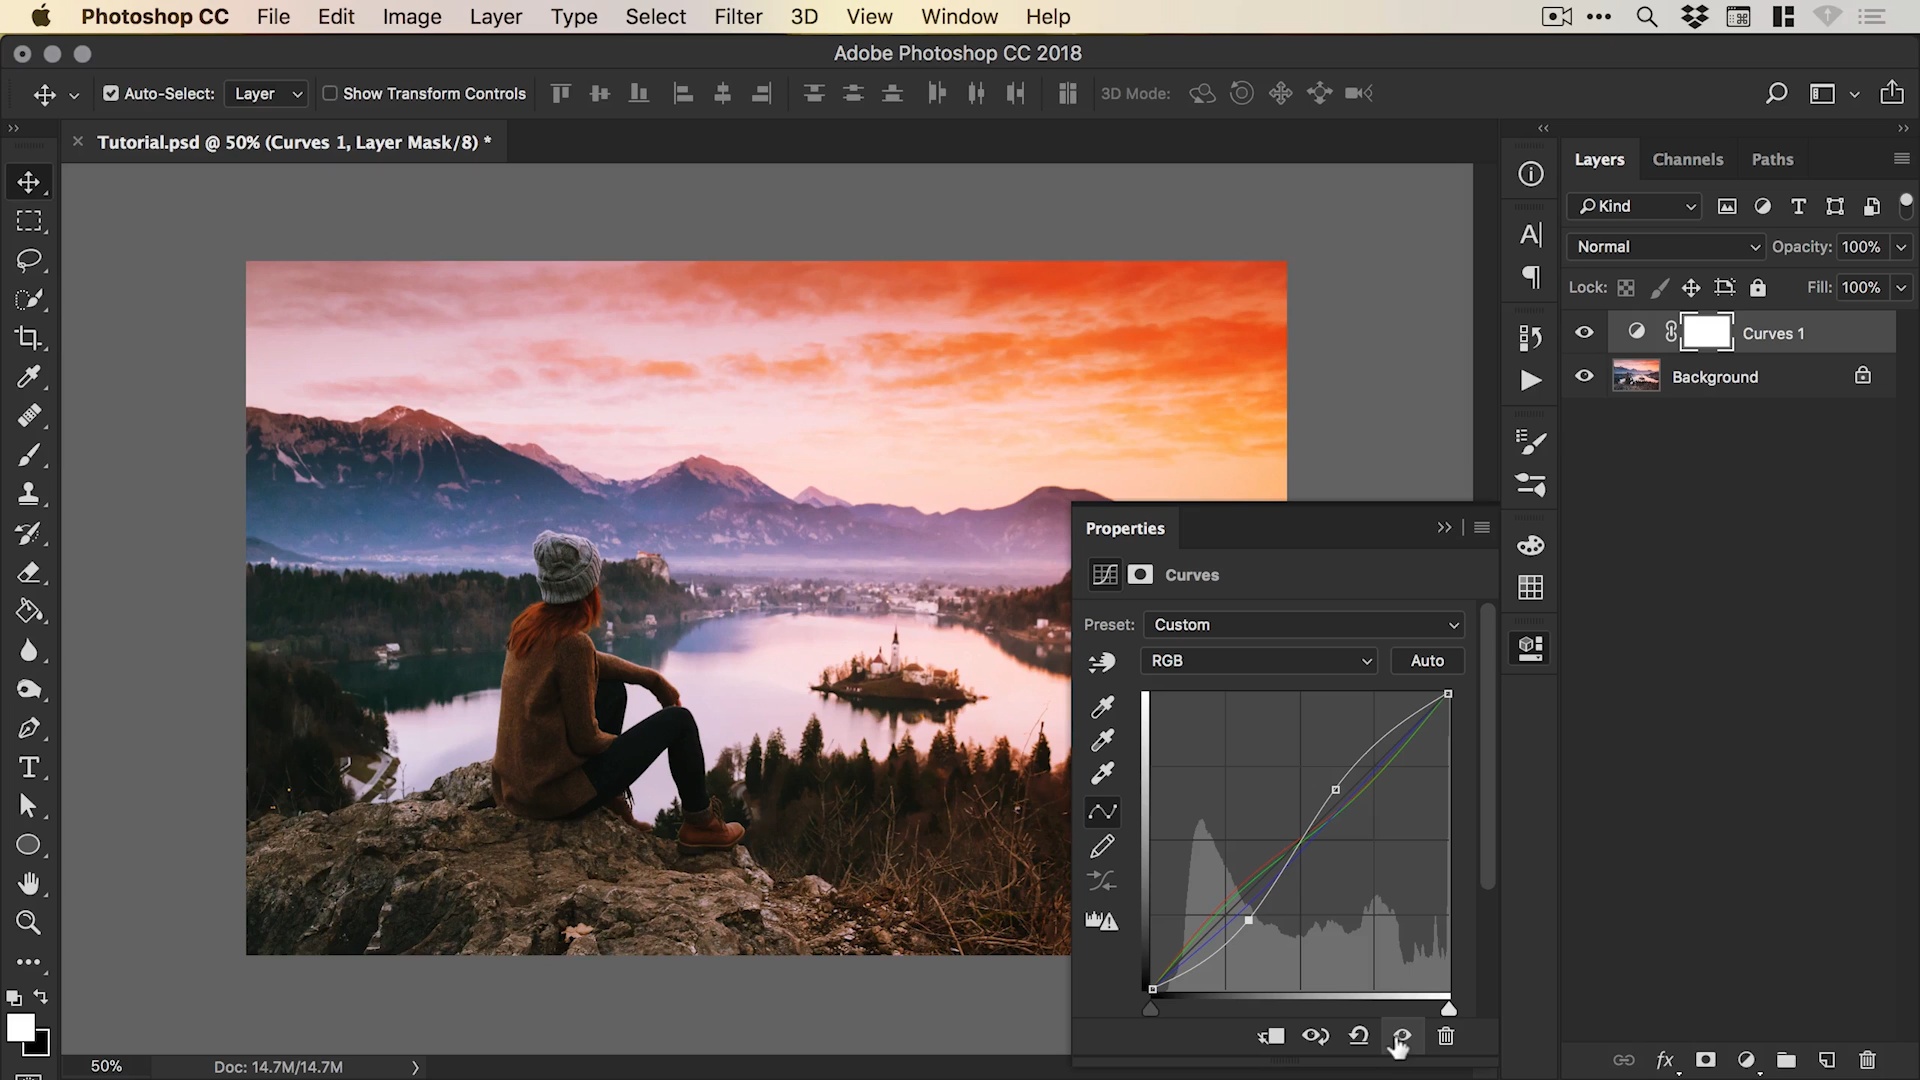 Photoshop CC File Edit Image Layer Type Select Filter 3D View Window Help
Adobe Photoshop CC 2018
Auto-Select: Layer Show Transform Controls 3D Mode:
Tutorial.psd @ 50% (Curves 1, Layer Mask/8) *
Layers Channels Paths
Kind
Normal Opacity: 100%
Lock: Fill: 100%
Curves 1
Background
Properties
Curves
Preset: Custom
RGB Auto
50% Doc: 14.7M/14.7M
fx